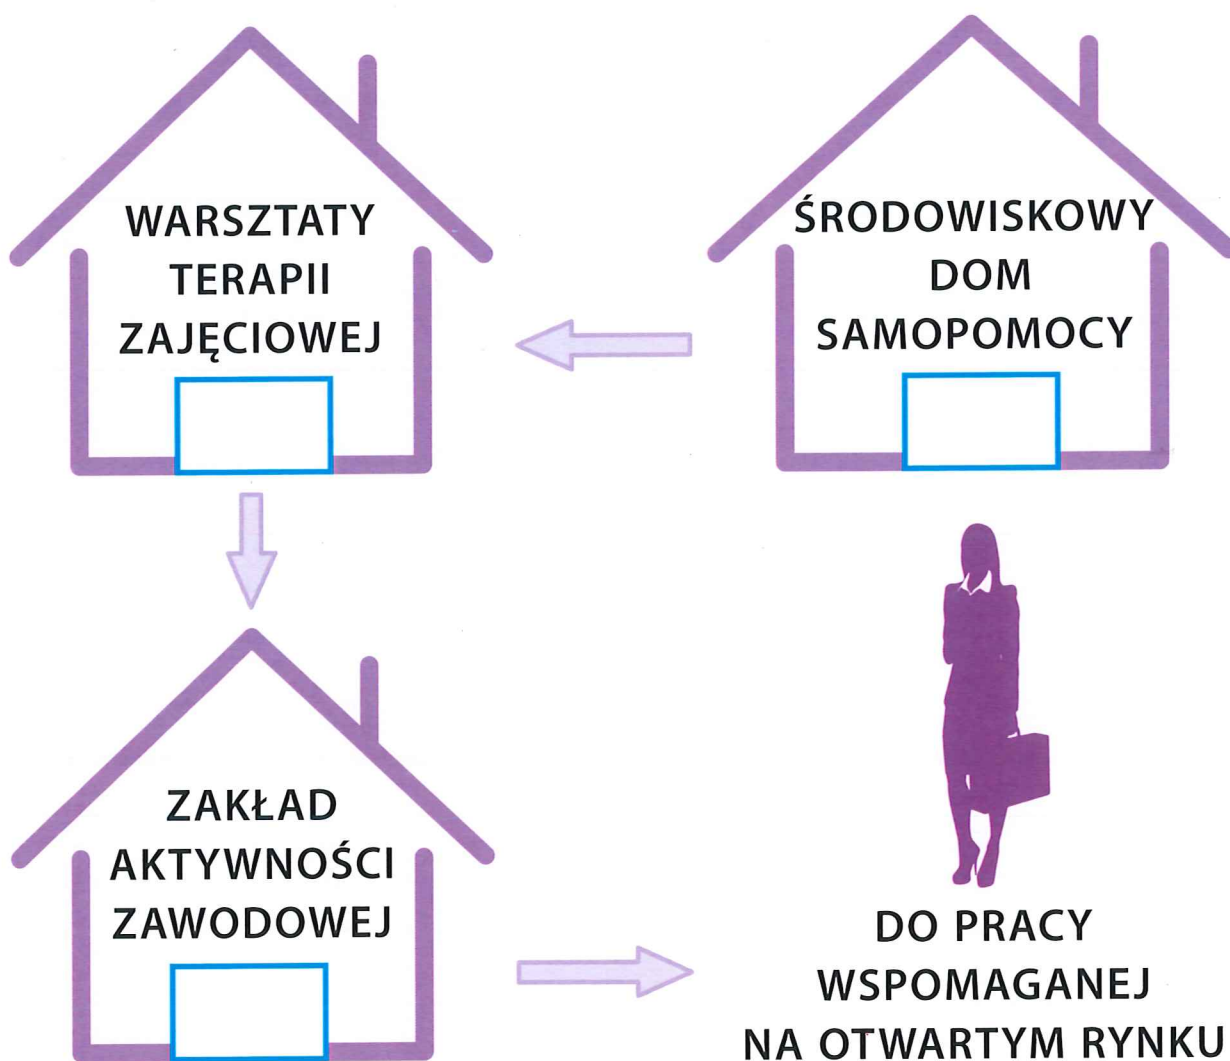 WARSZTATY
TERAPII
ZAJĘCIOWEJ
ŚRODOWISKOWY
DOM
SAMOPOMOCY
ZAKŁAD
AKTYWNOŚCI
ZAWODOWEJ
DO PRACY
WSPOMAGANEJ
NA OTWARTYM RYNKU